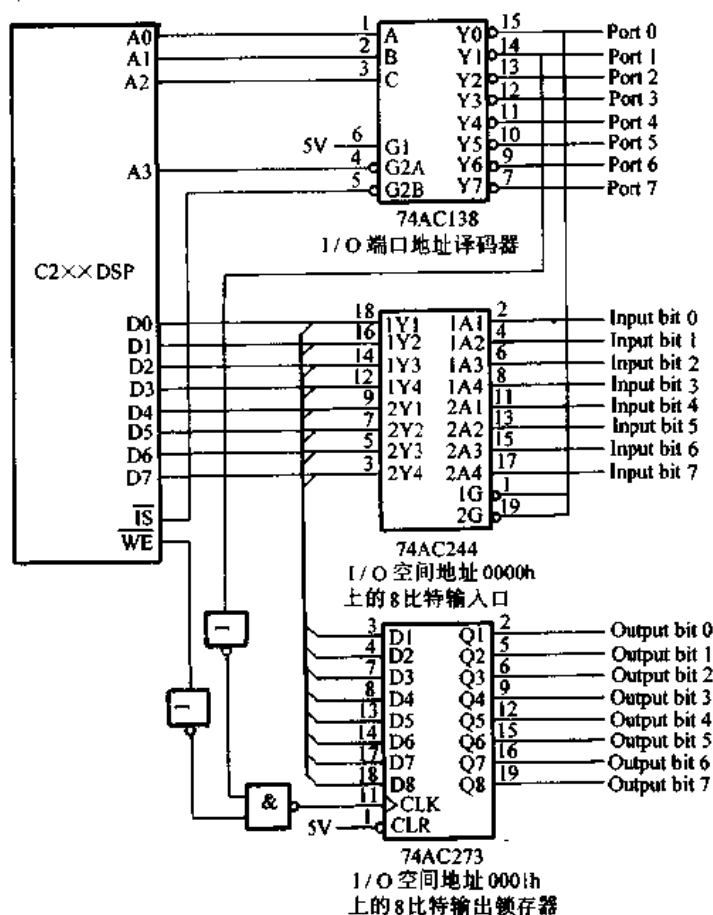 1
15
A0
A
Y0
Port 0
2
14
A1
B
Y1
Port 1
3
13
A2
C
Y2
Port 2
12
Y3
Port 3
11
Y4
Port 4
5V
6
G1
10
Y5
Port 5
4
9
A3
G2A
Y6
Port 6
5
7
G2B
Y7
Port 7
74AC138
I/O 端口地址译码器
C2××DSP
18
2
D0
1Y1
1A1
Input bit 0
16
4
D1
1Y2
1A2
Input bit 1
14
6
D2
1Y3
1A3
Input bit 2
12
8
D3
1Y4
1A4
Input bit 3
9
11
D4
2Y1
2A1
Input bit 4
7
13
D5
2Y2
2A2
Input bit 5
5
15
D6
2Y3
2A3
Input bit 6
3
17
D7
2Y4
2A4
Input bit 7
1
1G
IS
19
2G
WE
74AC244
I/O 空间地址 0000h
上的8比特输入口
3
2
D1
Q1
Output bit 0
4
5
D2
Q2
Output bit 1
7
6
D3
Q3
Output bit 2
8
9
D4
Q4
Output bit 3
13
12
D5
Q5
Output bit 4
14
15
D6
Q6
Output bit 5
17
16
D7
Q7
Output bit 6
18
19
D8
Q8
Output bit 7
&
11
CLK
5V
1
CLR
74AC273
I/O 空间地址 0001h
上的8比特输出锁存器